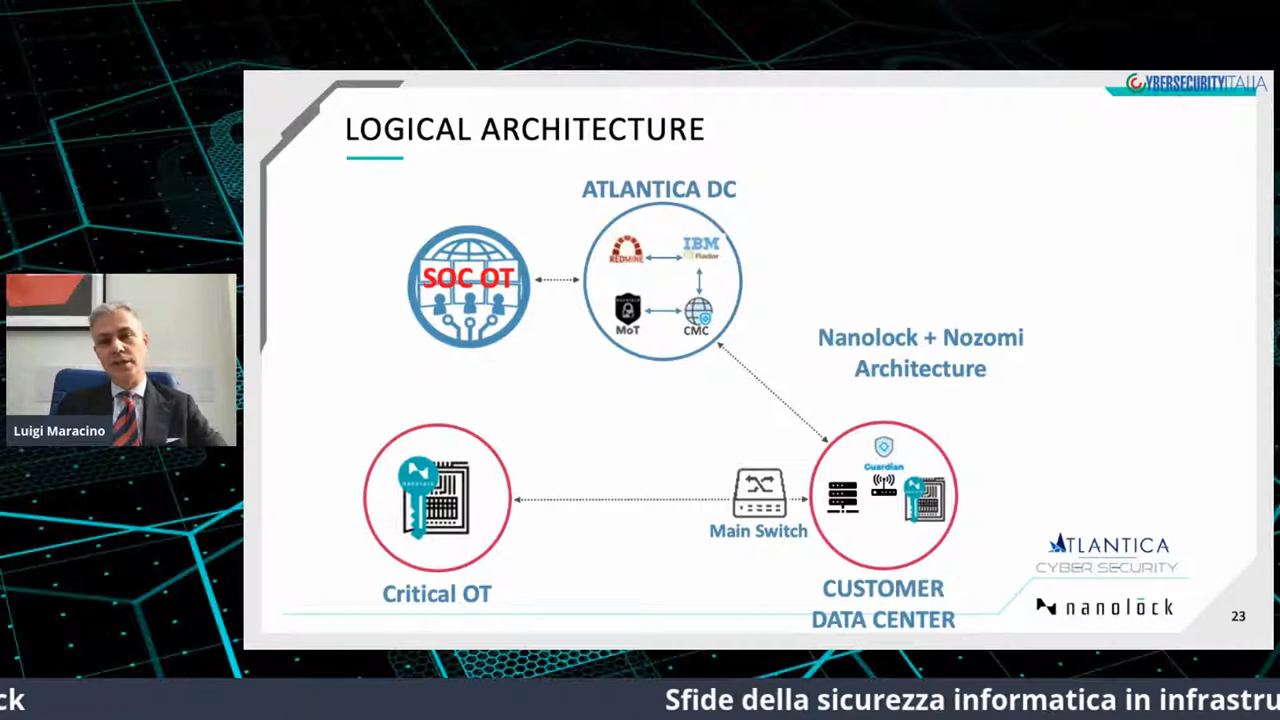 CYBERSECURITYITALIA
LOGICAL ARCHITECTURE
ATLANTICA DC
SOC OT
REDMINE
IBM
QRadar
MoT
CMC
Nanolock + Nozomi
Architecture
Luigi Maracino
Guardian
Main Switch
Critical OT
CUSTOMER
DATA CENTER
ATLANTICA
CYBER SECURITY
nanolock
23
ck
Sfide della sicurezza informatica in infrastru